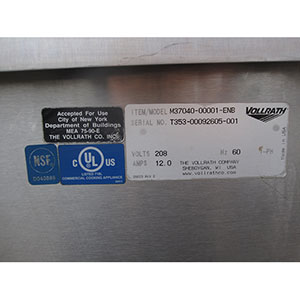 Accepted For Use
City of New York
Department of Buildings
MEA 75-90-E
THE VOLLRATH CO. INC.
NSF
C UL US
LISTED
COMMERCIAL COOKING APPLIANCE
ITEM/MODEL M37040-00001-ENB
SERIAL NO. T353-00092605-001
VOLLRATH
VOLTS 208
Hz 60
-PH
AMPS 12.0
THE VOLLRATH COMPANY
SHEBOYGAN, WI USA
www.vollrathco.com